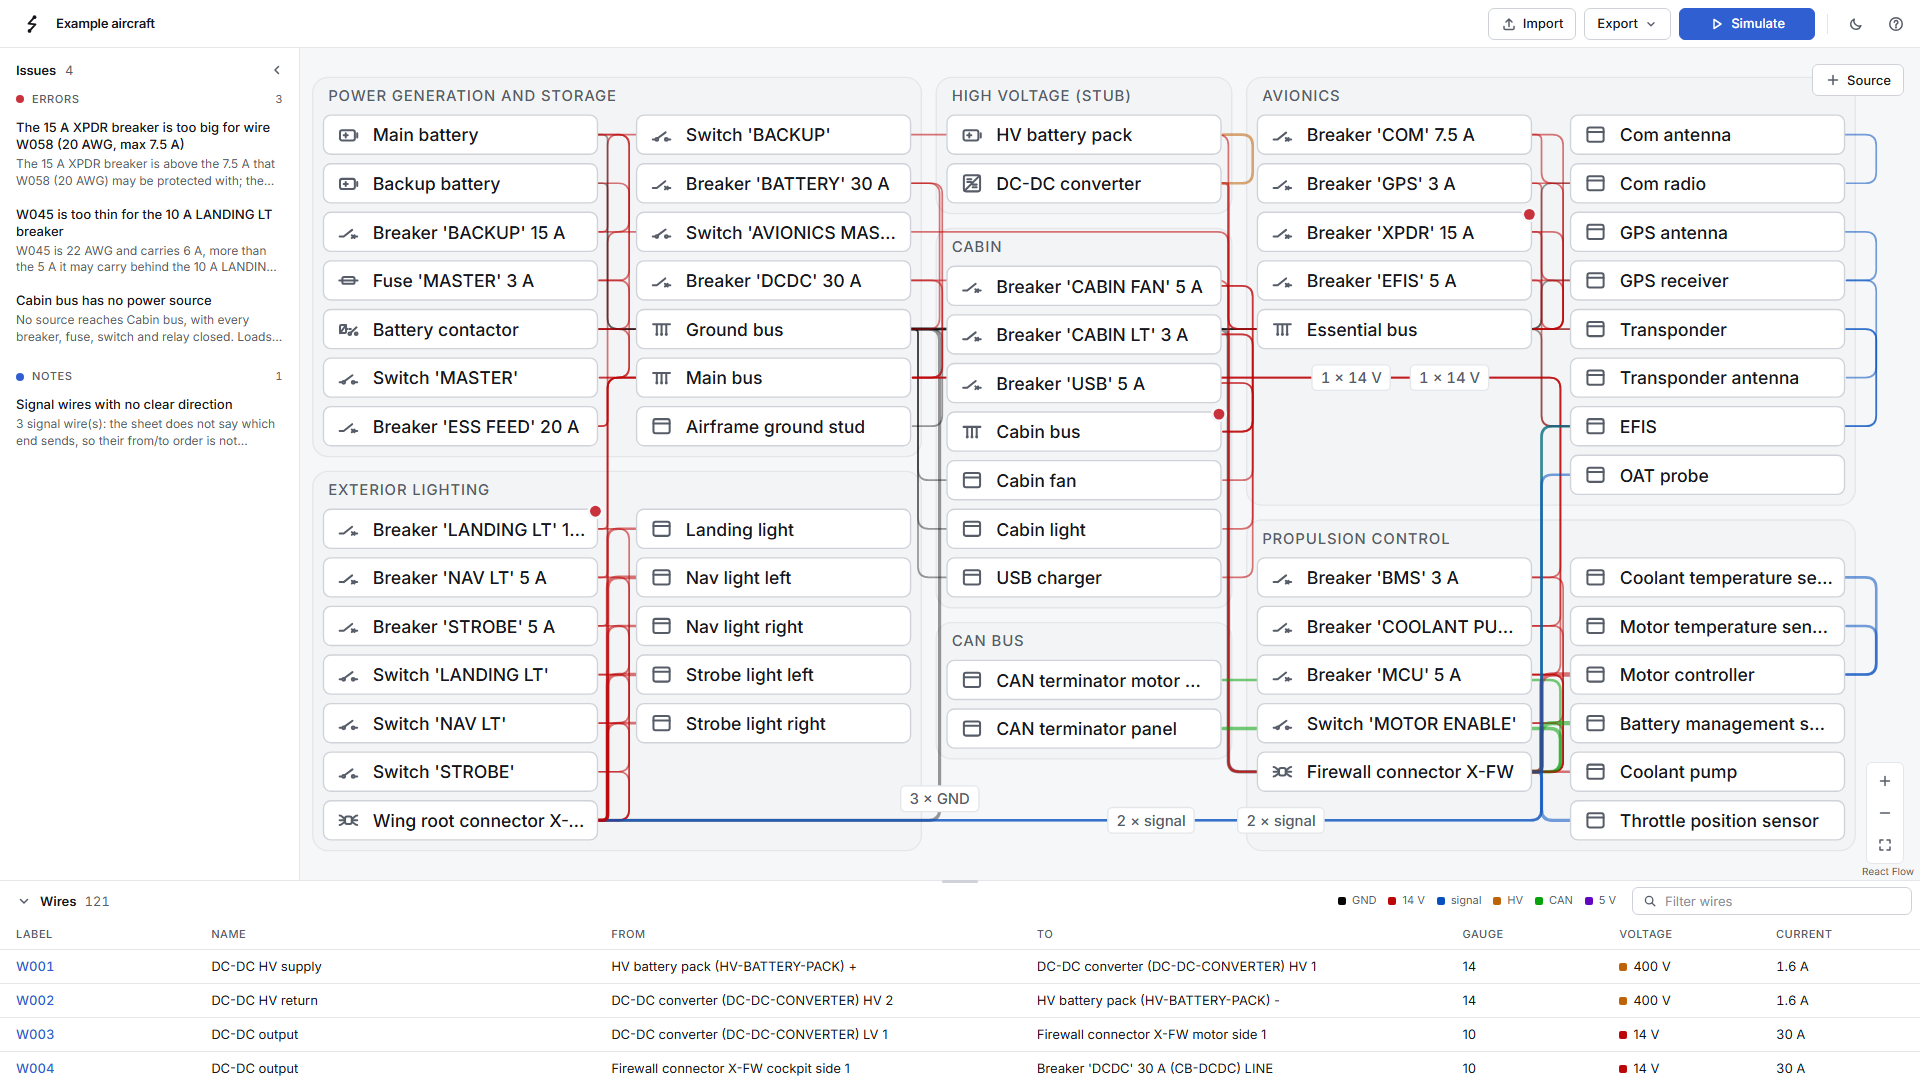 Example aircraft
Import
Export
Simulate
Issues 4
ERRORS 3
The 15 A XPDR breaker is too big for wire
W058 (20 AWG, max 7.5 A)
The 15 A XPDR breaker is above the 7.5 A that
W058 (20 AWG) may be protected with; the...
W045 is too thin for the 10 A LANDING LT
breaker
W045 is 22 AWG and carries 6 A, more than
the 5 A it may carry behind the 10 A LANDIN...
Cabin bus has no power source
No source reaches Cabin bus, with every
breaker, fuse, switch and relay closed. Loads...
NOTES 1
Signal wires with no clear direction
3 signal wire(s): the sheet does not say which
end sends, so their from/to order is not...
Source
POWER GENERATION AND STORAGE
Main battery
Backup battery
Breaker 'BACKUP' 15 A
Fuse 'MASTER' 3 A
Battery contactor
Switch 'MASTER'
Breaker 'ESS FEED' 20 A
Switch 'BACKUP'
Breaker 'BATTERY' 30 A
Switch 'AVIONICS MAS...
Breaker 'DCDC' 30 A
Ground bus
Main bus
Airframe ground stud
EXTERIOR LIGHTING
Breaker 'LANDING LT' 1...
Breaker 'NAV LT' 5 A
Breaker 'STROBE' 5 A
Switch 'LANDING LT'
Switch 'NAV LT'
Switch 'STROBE'
Wing root connector X-...
Landing light
Nav light left
Nav light right
Strobe light left
Strobe light right
HIGH VOLTAGE (STUB)
HV battery pack
DC-DC converter
CABIN
Breaker 'CABIN FAN' 5 A
Breaker 'CABIN LT' 3 A
Breaker 'USB' 5 A
Cabin bus
Cabin fan
Cabin light
USB charger
CAN BUS
CAN terminator motor ...
CAN terminator panel
AVIONICS
Breaker 'COM' 7.5 A
Breaker 'GPS' 3 A
Breaker 'XPDR' 15 A
Breaker 'EFIS' 5 A
Essential bus
Com antenna
Com radio
GPS antenna
GPS receiver
Transponder
Transponder antenna
EFIS
OAT probe
1 × 14 V
1 × 14 V
PROPULSION CONTROL
Breaker 'BMS' 3 A
Breaker 'COOLANT PU...
Breaker 'MCU' 5 A
Switch 'MOTOR ENABLE'
Firewall connector X-FW
Coolant temperature se...
Motor temperature sen...
Motor controller
Battery management s...
Coolant pump
Throttle position sensor
3 × GND
2 × signal
2 × signal
React Flow
Wires 121
GND 14 V signal HV CAN 5 V
Filter wires
LABEL NAME FROM TO GAUGE VOLTAGE CURRENT
W001 DC-DC HV supply HV battery pack (HV-BATTERY-PACK) + DC-DC converter (DC-DC-CONVERTER) HV 1 14 400 V 1.6 A
W002 DC-DC HV return DC-DC converter (DC-DC-CONVERTER) HV 2 HV battery pack (HV-BATTERY-PACK) - 14 400 V 1.6 A
W003 DC-DC output DC-DC converter (DC-DC-CONVERTER) LV 1 Firewall connector X-FW motor side 1 10 14 V 30 A
W004 DC-DC output Firewall connector X-FW cockpit side 1 Breaker 'DCDC' 30 A (CB-DCDC) LINE 10 14 V 30 A